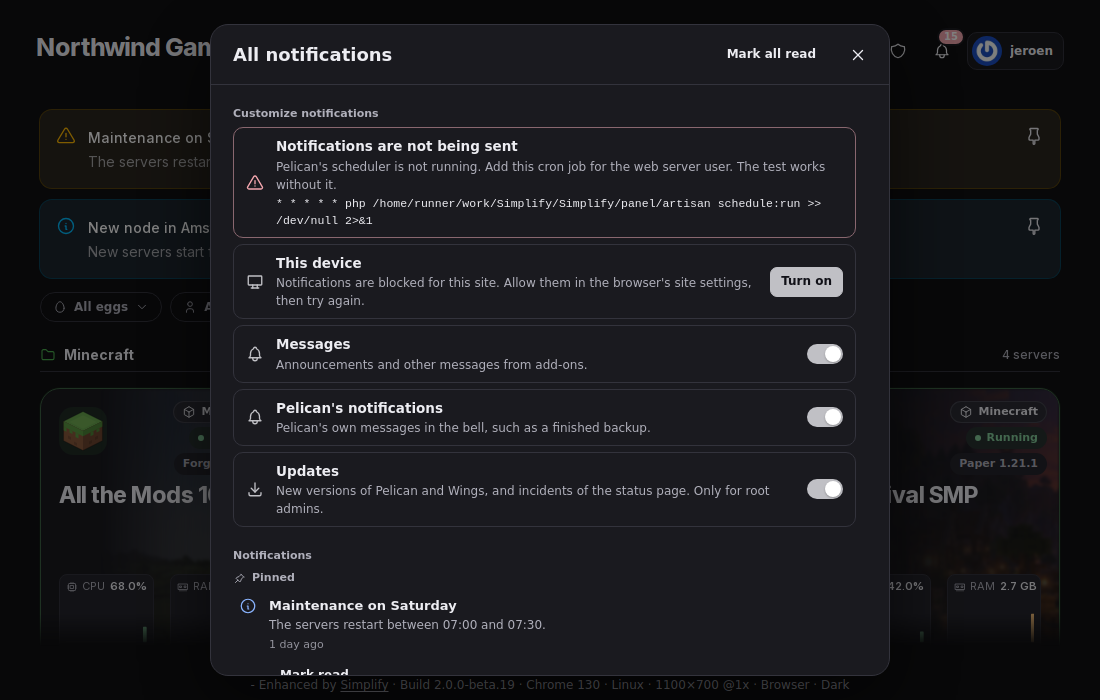 Northwind Gam
All notifications
Mark all read
15
jeroen
Customize notifications
Notifications are not being sent
Pelican's scheduler is not running. Add this cron job for the web server user. The test works
without it.
* * * * * php /home/runner/work/Simplify/Simplify/panel/artisan schedule:run >>
/dev/null 2>&1
Maintenance on S
The servers restar
New node in Ams
New servers start
This device
Notifications are blocked for this site. Allow them in the browser's site settings,
then try again.
Turn on
All eggs
Messages
Announcements and other messages from add-ons.
Minecraft
4 servers
Pelican's notifications
Pelican's own messages in the bell, such as a finished backup.
Minecraft
Running
Forg
Paper 1.21.1
Updates
New versions of Pelican and Wings, and incidents of the status page. Only for root
admins.
All the Mods 10
ival SMP
Notifications
Pinned
CPU 68.0%
RAM
42.0%
RAM 2.7 GB
Maintenance on Saturday
The servers restart between 07:00 and 07:30.
1 day ago
Mark read
- Enhanced by Simplify · Build 2.0.0-beta.19 · Chrome 130 · Linux · 1100×700 @1x · Browser · Dark